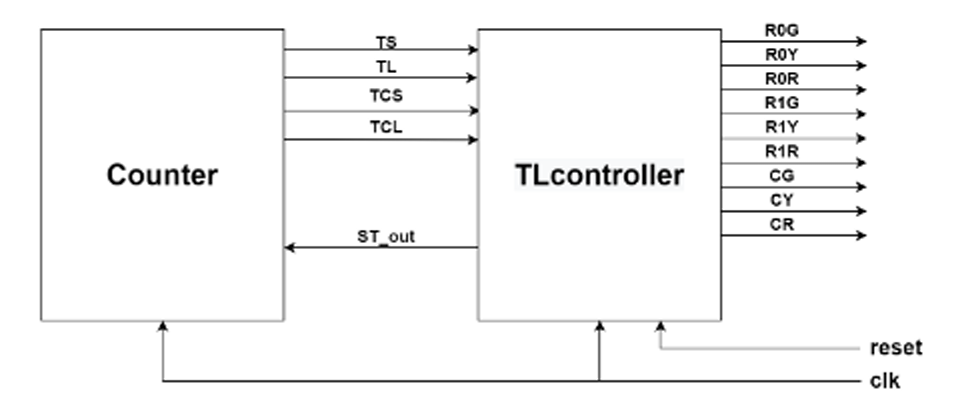 TS
TL
TCS
TCL
ST_out
Counter
TLcontroller
R0G
R0Y
R0R
R1G
R1Y
R1R
CG
CY
CR
reset
clk